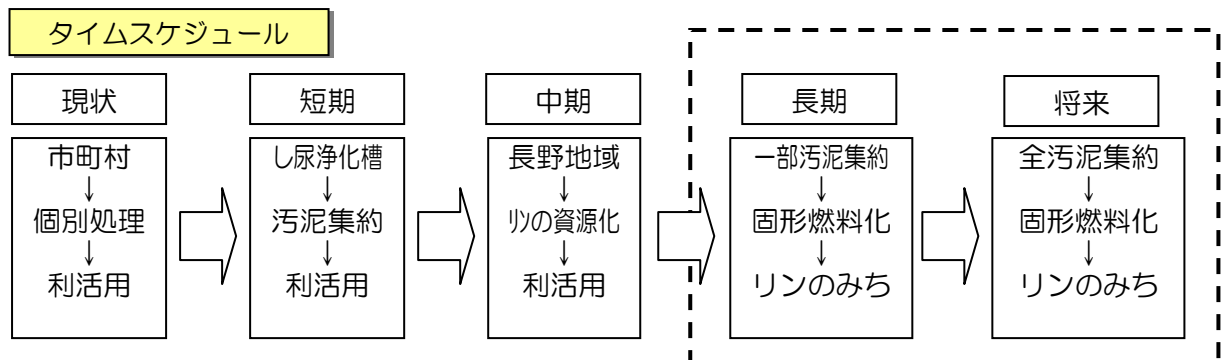 タイムスケジュール
現状
市町村
↓
個別処理
↓
利活用
短期
し尿浄化槽
↓
汚泥集約
↓
利活用
中期
長野地域
↓
リンの資源化
↓
利活用
長期
一部汚泥集約
↓
固形燃料化
↓
リンのみち
将来
全汚泥集約
↓
固形燃料化
↓
リンのみち